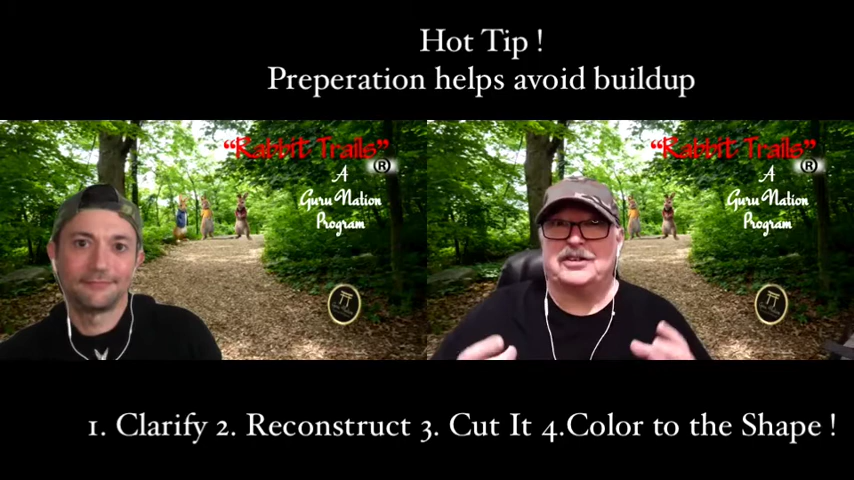 Hot Tip !
Preperation helps avoid buildup
“Rabbit Trails” ®
A
Guru Nation
Program
“Rabbit Trails” ®
A
Guru Nation
Program
1. Clarify 2. Reconstruct 3. Cut It 4.Color to the Shape !